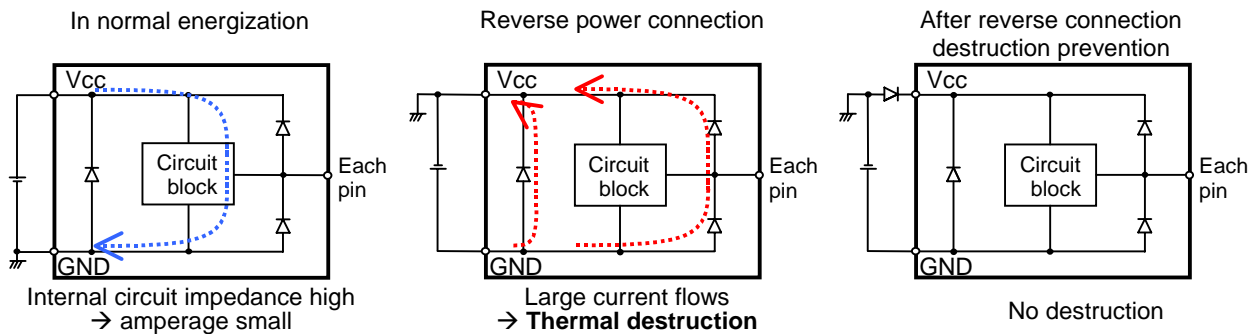 In normal energization
Vcc
Circuit
block
Each
pin
GND
Internal circuit impedance high
→ amperage small
Reverse power connection
Vcc
Circuit
block
Each
pin
GND
Large current flows
→ Thermal destruction
After reverse connection
destruction prevention
Vcc
Circuit
block
Each
pin
GND
No destruction